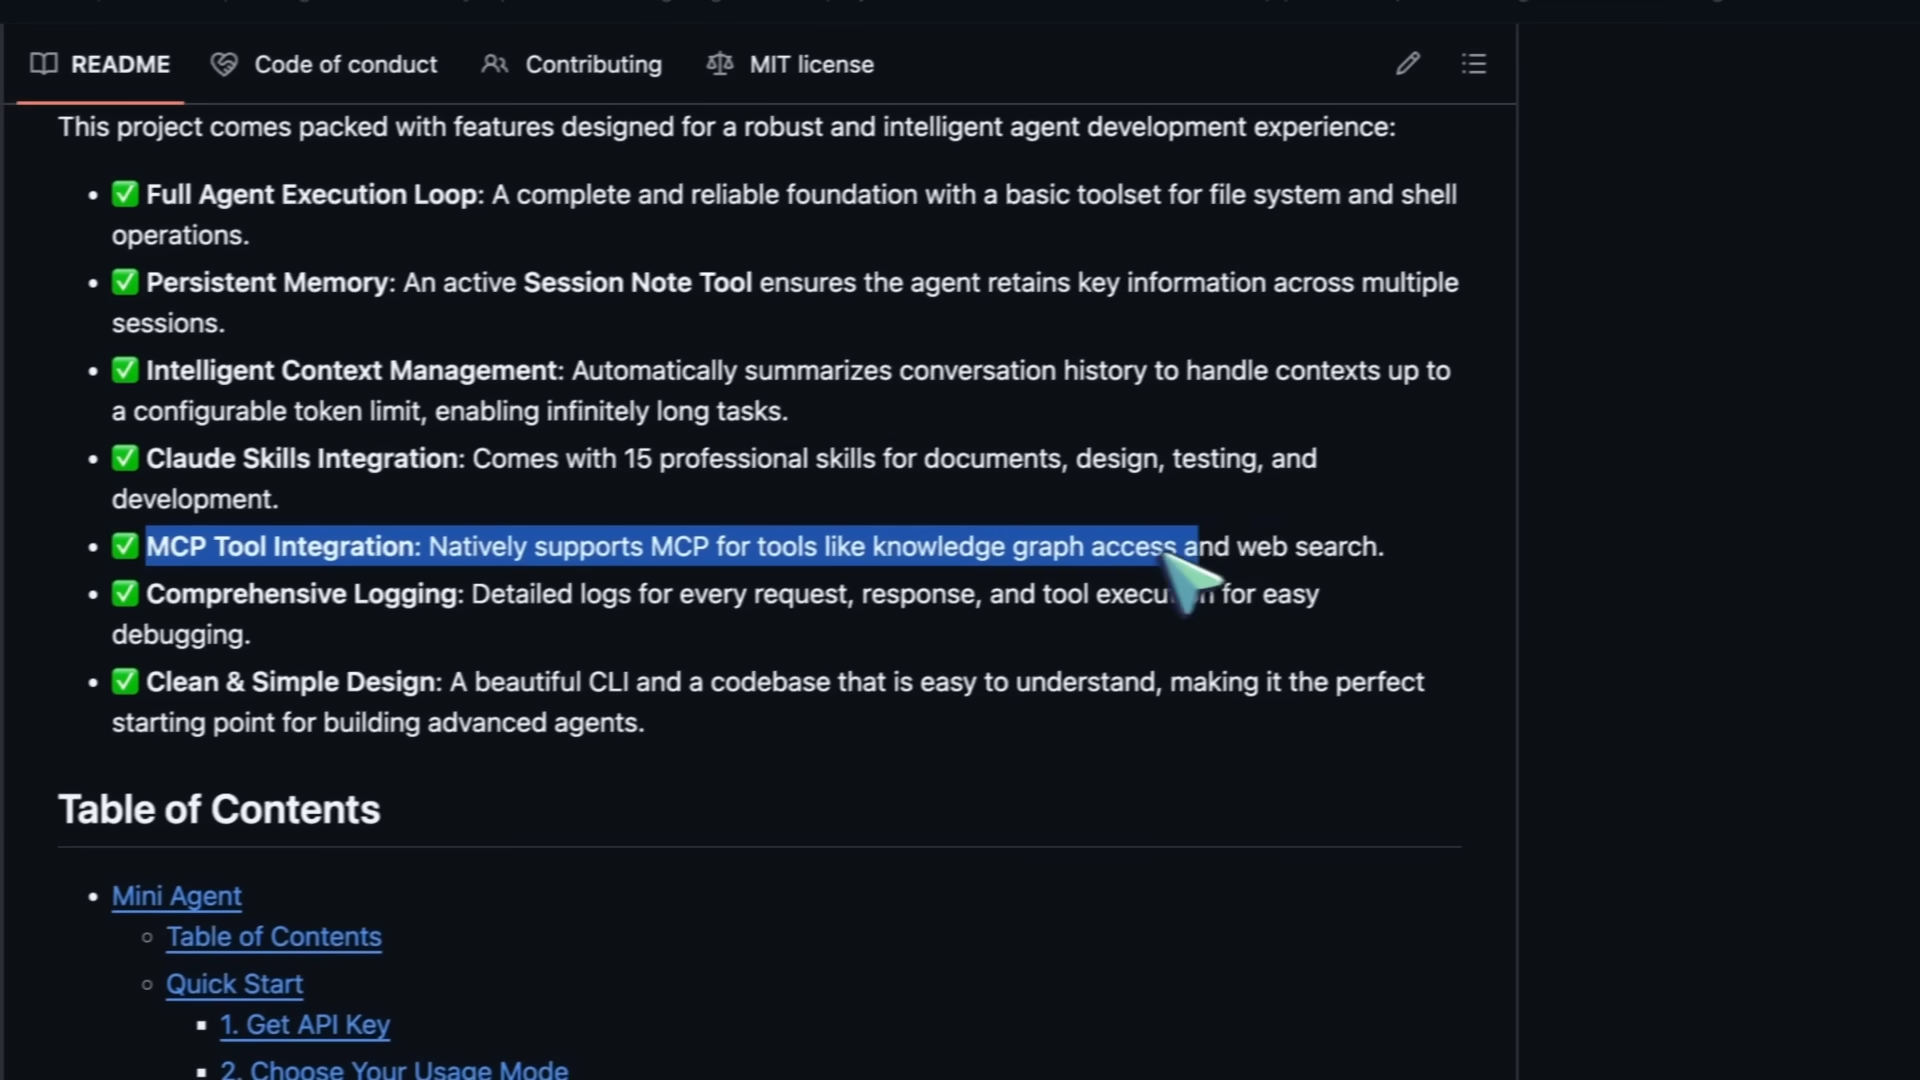 README Code of conduct Contributing MIT license
This project comes packed with features designed for a robust and intelligent agent development experience:
• ✅ Full Agent Execution Loop: A complete and reliable foundation with a basic toolset for file system and shell
operations.
• ✅ Persistent Memory: An active Session Note Tool ensures the agent retains key information across multiple
sessions.
• ✅ Intelligent Context Management: Automatically summarizes conversation history to handle contexts up to
a configurable token limit, enabling infinitely long tasks.
• ✅ Claude Skills Integration: Comes with 15 professional skills for documents, design, testing, and
development.
• ✅ MCP Tool Integration: Natively supports MCP for tools like knowledge graph access and web search.
• ✅ Comprehensive Logging: Detailed logs for every request, response, and tool execution for easy
debugging.
• ✅ Clean & Simple Design: A beautiful CLI and a codebase that is easy to understand, making it the perfect
starting point for building advanced agents.
Table of Contents
• Mini Agent
○ Table of Contents
○ Quick Start
▪ 1. Get API Key
▪ 2. Choose Your Usage Mode